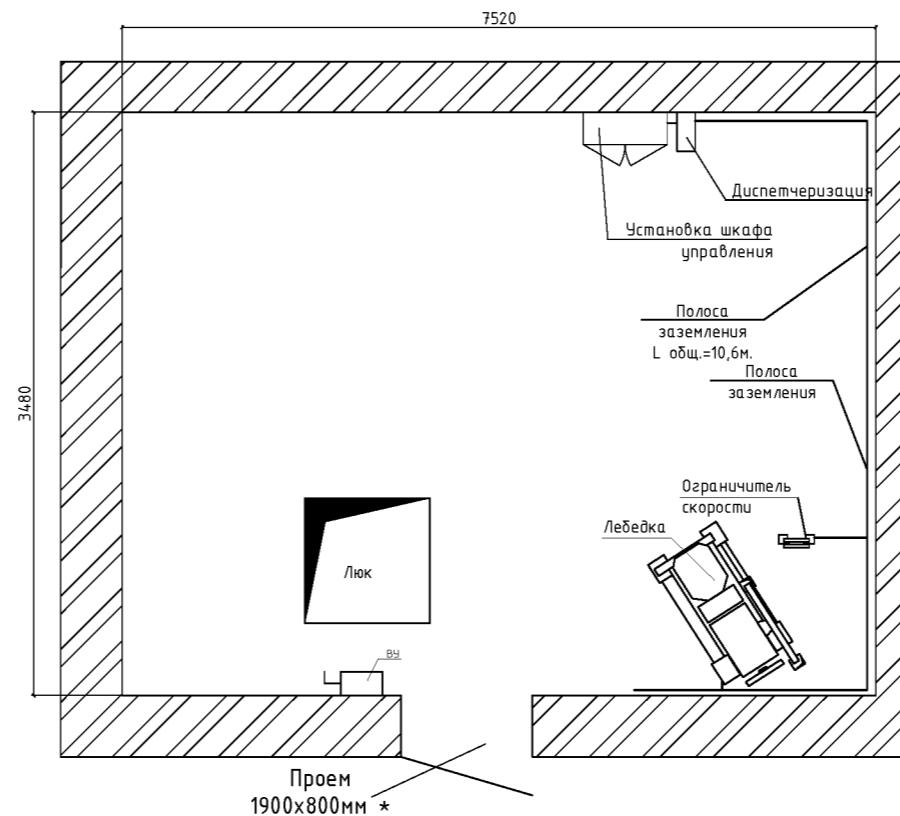 7520
3480
Диспетчеризация
Установка шкафа
управления
Полоса
заземления
L общ.=10,6м.
Полоса
заземления
Ограничитель
скорости
Лебедка
Люк
ВУ
Проем
1900х800мм *